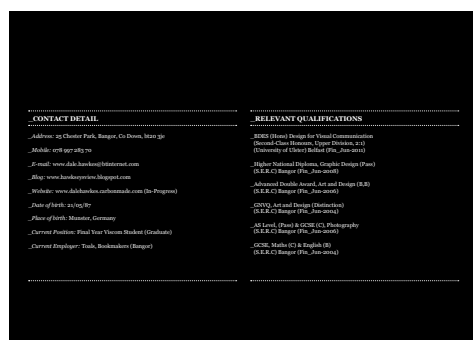 _CONTACT DETAIL
_Address: 25 Chester Park, Bangor, Co Down, bt20 3je
_Mobile: 078 997 283 70
_E-mail: www.dale.hawkes@btinternet.com
_Blog: www.hawkseyeview.blogspot.com
_Website: www.dalehawkes.carbonmade.com (In-Progress)
_Date of birth: 21/05/87
_Place of birth: Munster, Germany
_Current Position: Final Year Viscom Student (Graduate)
_Current Employer: Toals, Bookmakers (Bangor)
_RELEVANT QUALIFICATIONS
_BDES (Hons) Design for Visual Communication
(Second-Class Honours, Upper Division, 2:1)
(University of Ulster) Belfast (Fin_Jun-2011)
_Higher National Diploma, Graphic Design (Pass)
(S.E.R.C) Bangor (Fin_Jun-2008)
_Advanced Double Award, Art and Design (B,B)
(S.E.R.C) Bangor (Fin_Jun-2006)
_GNVQ, Art and Design (Distinction)
(S.E.R.C) Bangor (Fin_Jun-2004)
_AS Level, (Pass) & GCSE (C), Photography
(S.E.R.C) Bangor (Fin_Jun-2006)
_GCSE, Maths (C) & English (B)
(S.E.R.C) Bangor (Fin_Jun-2004)